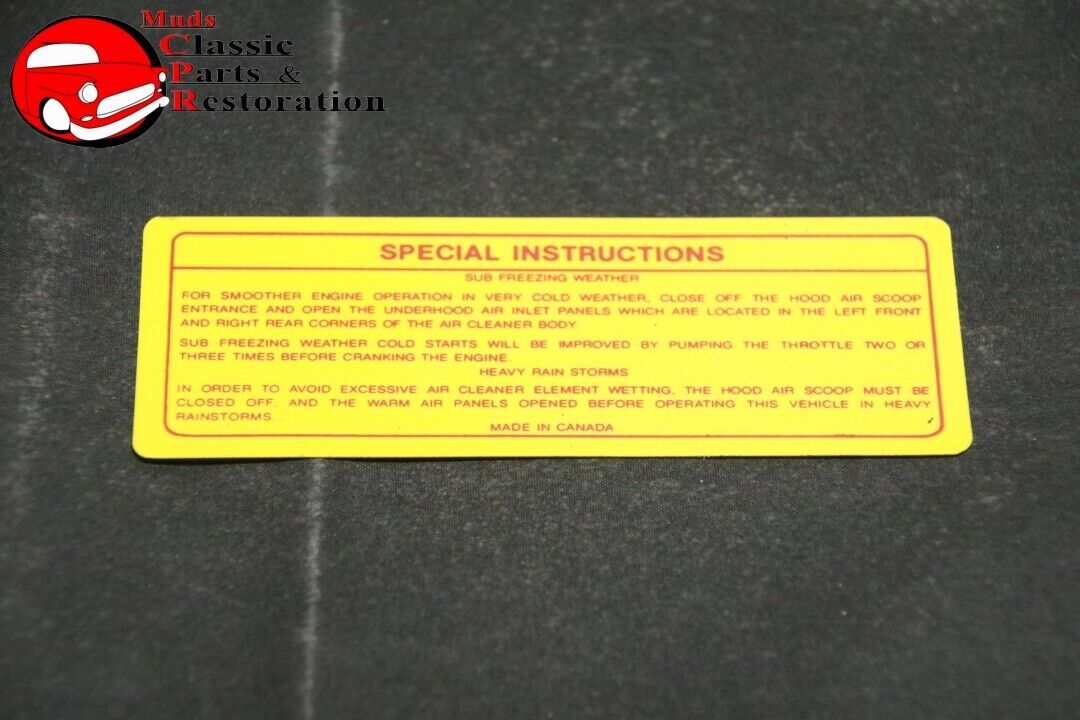 Muds
Classic
Parts &
Restoration
SPECIAL INSTRUCTIONS
SUB FREEZING WEATHER
FOR SMOOTHER ENGINE OPERATION IN VERY COLD WEATHER, CLOSE OFF THE HOOD AIR SCOOP
ENTRANCE AND OPEN THE UNDERHOOD AIR INLET PANELS WHICH ARE LOCATED IN THE LEFT FRONT
AND RIGHT REAR CORNERS OF THE AIR CLEANER BODY.
SUB FREEZING WEATHER COLD STARTS WILL BE IMPROVED BY PUMPING THE THROTTLE TWO OR
THREE TIMES BEFORE CRANKING THE ENGINE.
HEAVY RAIN STORMS
IN ORDER TO AVOID EXCESSIVE AIR CLEANER ELEMENT WETTING, THE HOOD AIR SCOOP MUST BE
CLOSED OFF, AND THE WARM AIR PANELS OPENED BEFORE OPERATING THIS VEHICLE IN HEAVY
RAINSTORMS.
MADE IN CANADA